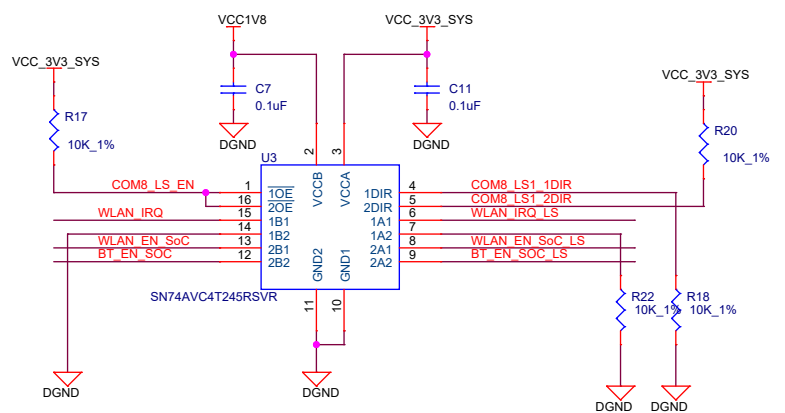 VCC1V8
VCC_3V3_SYS
VCC_3V3_SYS
VCC_3V3_SYS
C7
0.1uF
C11
0.1uF
R17
10K_1%
R20
10K_1%
DGND
DGND
U3
2
3
VCCB
VCCA
COM8_LS_EN
1
1OE
1DIR
4
COM8_LS1_1DIR
16
2OE
2DIR
5
COM8_LS1_2DIR
WLAN_IRQ
15
1B1
1A1
6
WLAN_IRQ_LS
14
1B2
1A2
7
WLAN_EN_SoC
13
2B1
2A1
8
WLAN_EN_SoC_LS
BT_EN_SOC
12
2B2
2A2
9
BT_EN_SOC_LS
GND2
GND1
SN74AVC4T245RSVR
11
10
R22
10K_1%
R18
10K_1%
DGND
DGND
DGND
DGND